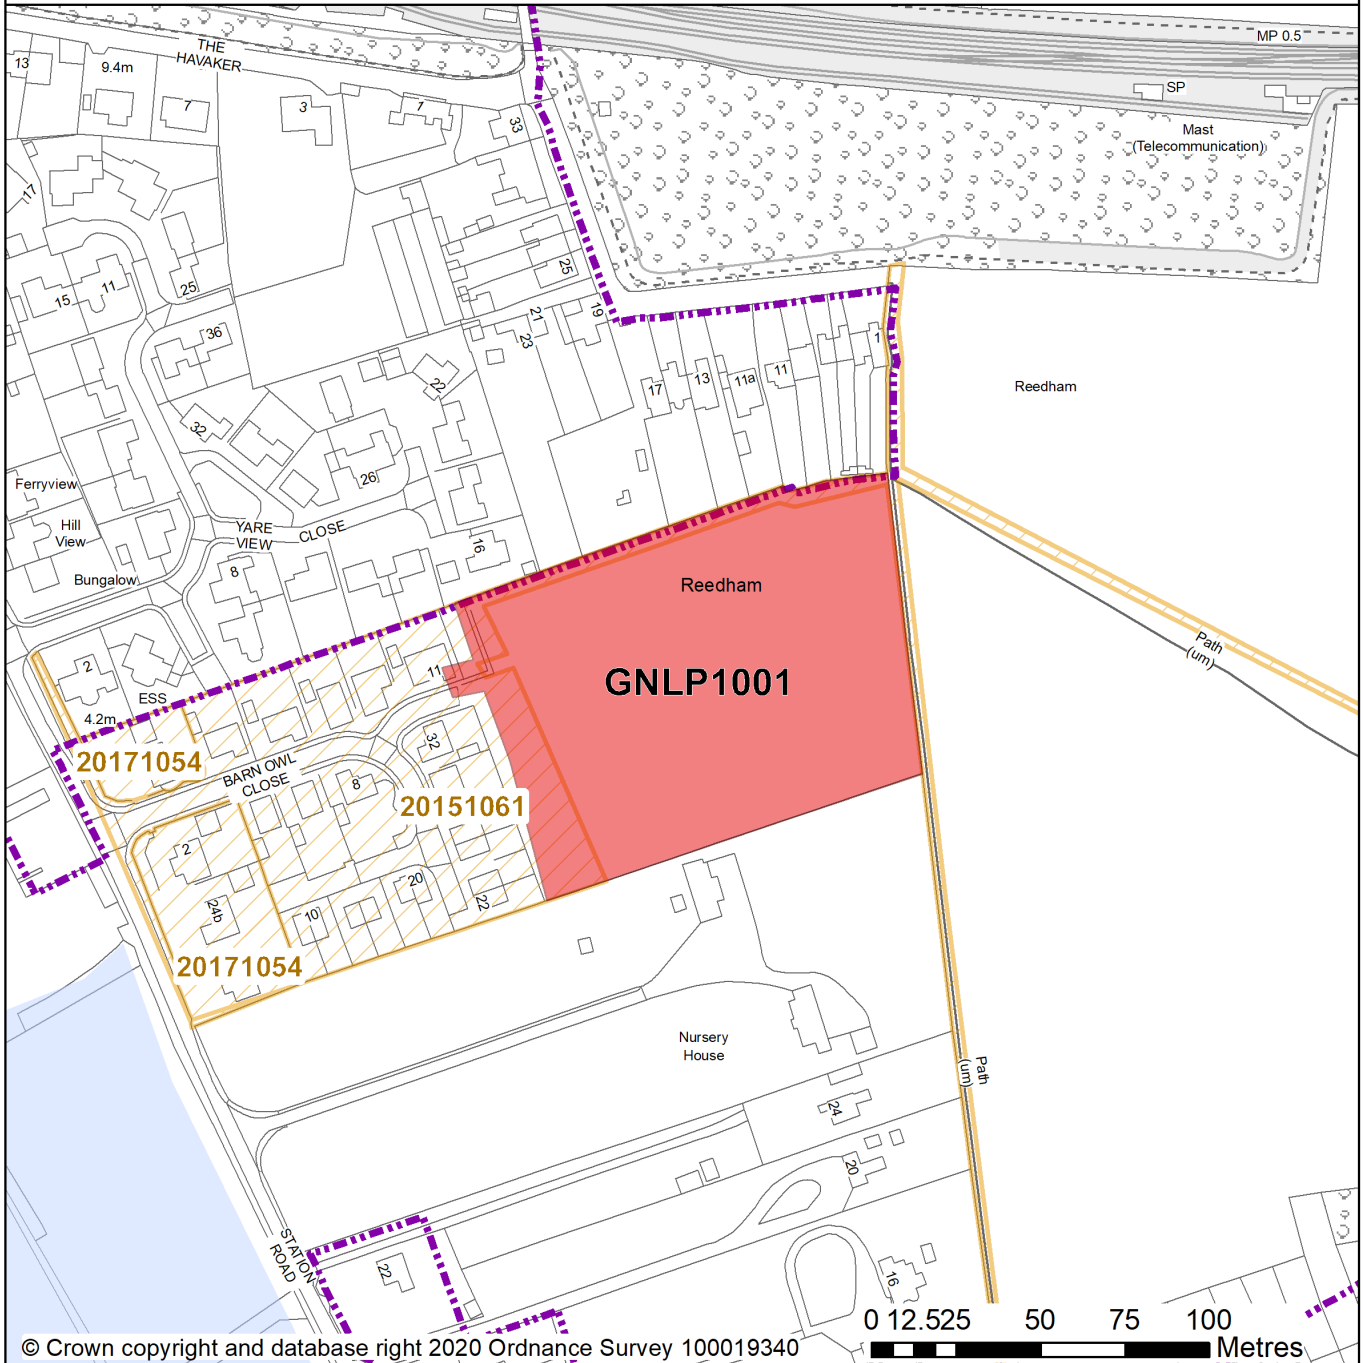 MP 0.5
THE
HAVAKER
13
9.4m
7
3
1
33
SP
Mast
(Telecommunication)
17
25
15
11
25
36
19
21
23
1
22
17
13
11a
11
Reedham
32
26
Ferryview
Hill
View
YARE
VIEW
CLOSE
16
Bungalow
8
Reedham
Path
(um)
2
11
GNLP1001
ESS
4.2m
32
20171054
BARN OWL
CLOSE
8
20151061
2
20
22
24b
10
20171054
Nursery
House
Path
(um)
24
20
STATION
ROAD
22
16
0 12.525 50 75 100
Metres
© Crown copyright and database right 2020 Ordnance Survey 100019340